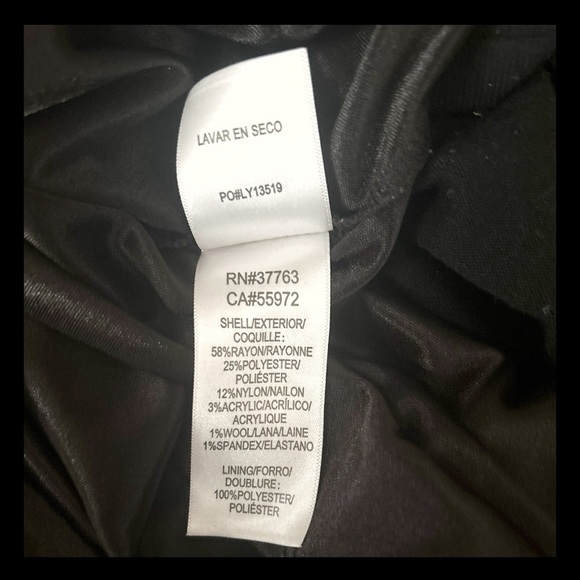 LAVAR EN SECO
PO#LY13519
RN#37763
CA#55972
SHELL/EXTERIOR/
COQUILLE:
58%RAYON/RAYONNE
25%POLYESTER/
POLIÉSTER
12%NYLON/NAILON
3%ACRYLIC/ACRÍLICO/
ACRYLIQUE
1%WOOL/LANA/LAINE
1%SPANDEX/ELASTANO
LINING/FORRO/
DOUBLURE:
100%POLYESTER/
POLIÉSTER